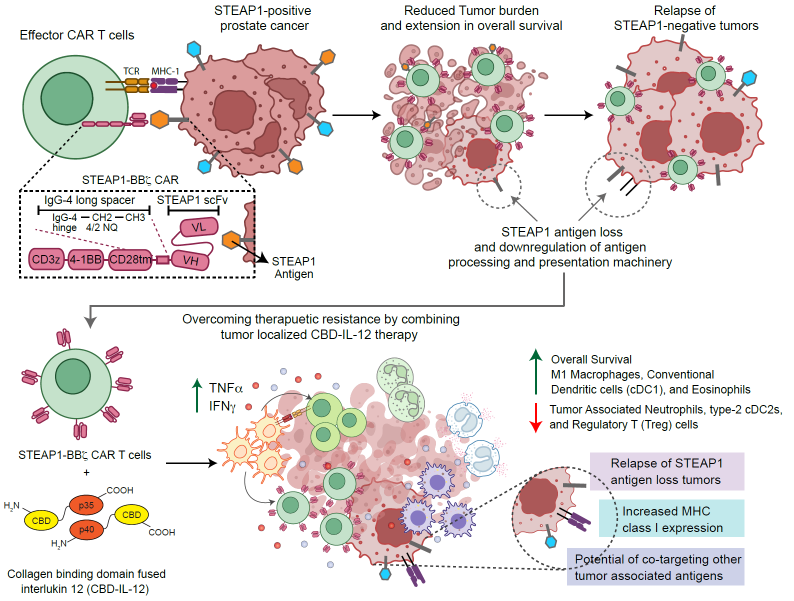 Effector CAR T cells
STEAP1-positive
prostate cancer
Reduced Tumor burden
and extension in overall survival
Relapse of
STEAP1-negative tumors
TCR
MHC-1
STEAP1-BBζ CAR
IgG-4 long spacer
STEAP1 scFv
IgG-4 CH2 CH3
hinge 4/2 NQ
VL
CD3z
4-1BB
CD28tm
VH
STEAP1
Antigen
STEAP1 antigen loss
and downregulation of antigen
processing and presentation machinery
Overcoming therapuetic resistance by combining
tumor localized CBD-IL-12 therapy
TNFα
IFNγ
Overall Survival
M1 Macrophages, Conventional
Dendritic cells (cDC1), and Eosinophils
Tumor Associated Neutrophils, type-2 cDC2s,
and Regulatory T (Treg) cells
STEAP1-BBζ CAR T cells
+
COOH
H₂N
p35
CBD
CBD
p40
H₂N
COOH
Collagen binding domain fused
interlukin 12 (CBD-IL-12)
Relapse of STEAP1
antigen loss tumors
Increased MHC
class I expression
Potential of co-targeting other
tumor associated antigens